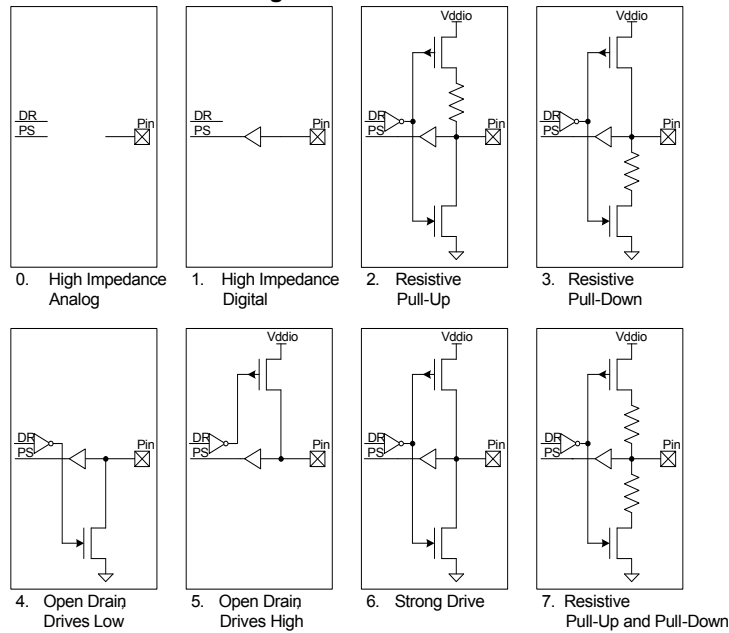 Vddio
Vddio
DR
PS
Pin
DR
PS
Pin
DR
PS
Pin
DR
PS
Pin
0. High Impedance
Analog
1. High Impedance
Digital
2. Resistive
Pull-Up
3. Resistive
Pull-Down
Vddio
Vddio
Vddio
DR
PS
Pin
DR
PS
Pin
DR
PS
Pin
DR
PS
Pin
4. Open Drain,
Drives Low
5. Open Drain,
Drives High
6. Strong Drive
7. Resistive
Pull-Up and Pull-Down